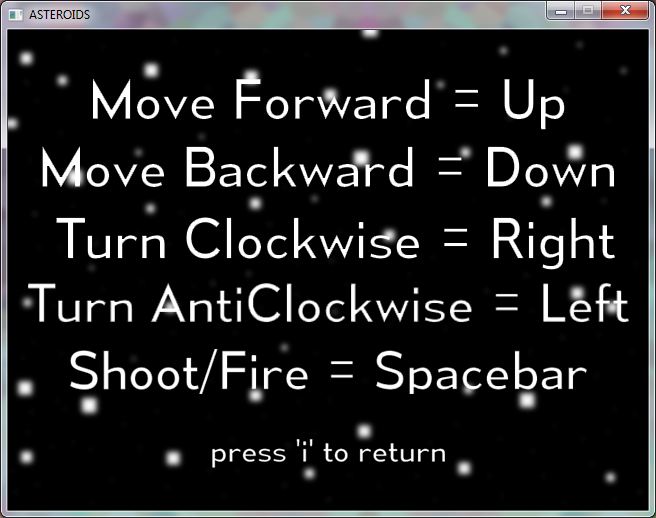 ASTEROIDS
Move Forward = Up
Move Backward = Down
Turn Clockwise = Right
Turn AntiClockwise = Left
Shoot/Fire = Spacebar
press 'i' to return